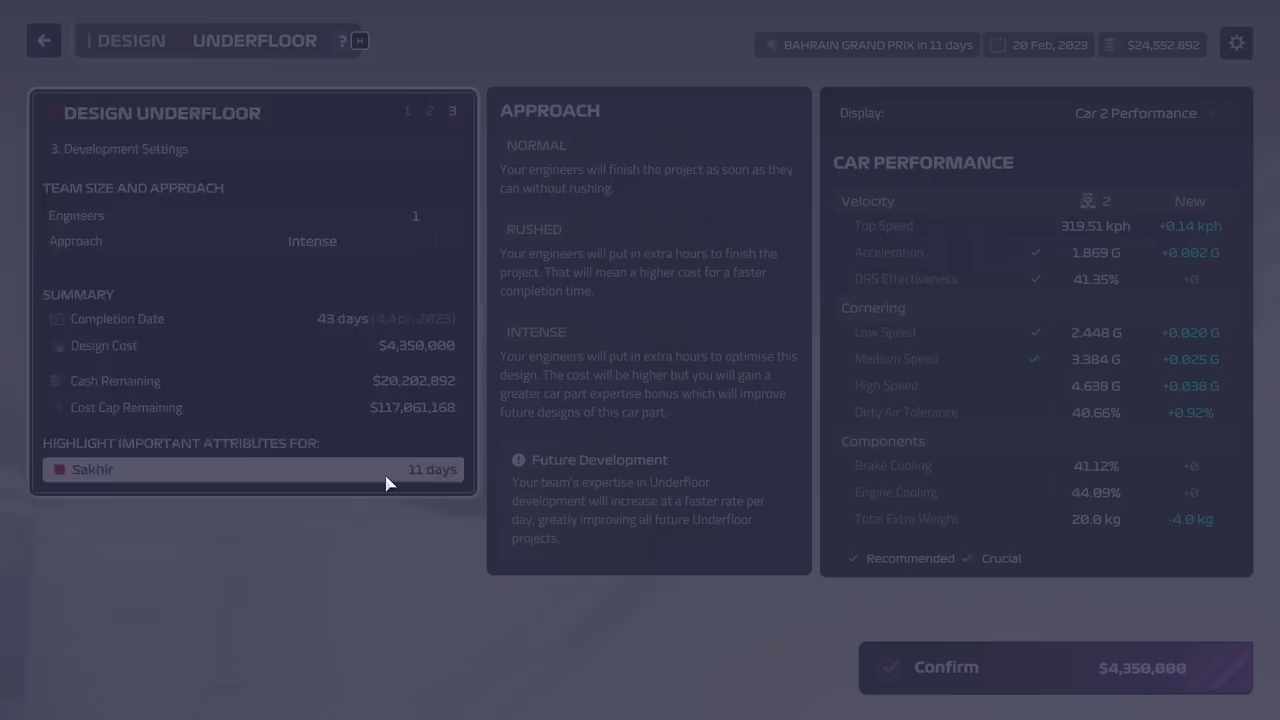 DESIGN UNDERFLOOR ? H
BAHRAIN GRAND PRIX in 11 days
20 Feb, 2023
$24,552,892
DESIGN UNDERFLOOR 1 2 3
3. Development Settings
TEAM SIZE AND APPROACH
Engineers 1
Approach Intense
SUMMARY
Completion Date 43 days (4 Apr, 2023)
Design Cost $4,350,000
Cash Remaining $20,202,892
Cost Cap Remaining $117,061,168
HIGHLIGHT IMPORTANT ATTRIBUTES FOR:
Sakhir 11 days
APPROACH
NORMAL
Your engineers will finish the project as soon as they
can without rushing.
RUSHED
Your engineers will put in extra hours to finish the
project. That will mean a higher cost for a faster
completion time.
INTENSE
Your engineers will put in extra hours to optimise this
design. The cost will be higher but you will gain a
greater car part expertise bonus which will improve
future designs of this car part.
Future Development
Your team's expertise in Underfloor
development will increase at a faster rate per
day, greatly improving all future Underfloor
projects.
Display: Car 2 Performance
CAR PERFORMANCE
Velocity 2 New
Top Speed 319.51 kph +0.14 kph
Acceleration 1.869 G +0.002 G
DRS Effectiveness 41.35% +0
Cornering
Low Speed 2.448 G +0.020 G
Medium Speed 3.384 G +0.025 G
High Speed 4.638 G +0.038 G
Dirty Air Tolerance 40.66% +0.92%
Components
Brake Cooling 41.12% +0
Engine Cooling 44.09% +0
Total Extra Weight 20.0 kg -4.0 kg
Recommended Crucial
Confirm $4,350,000